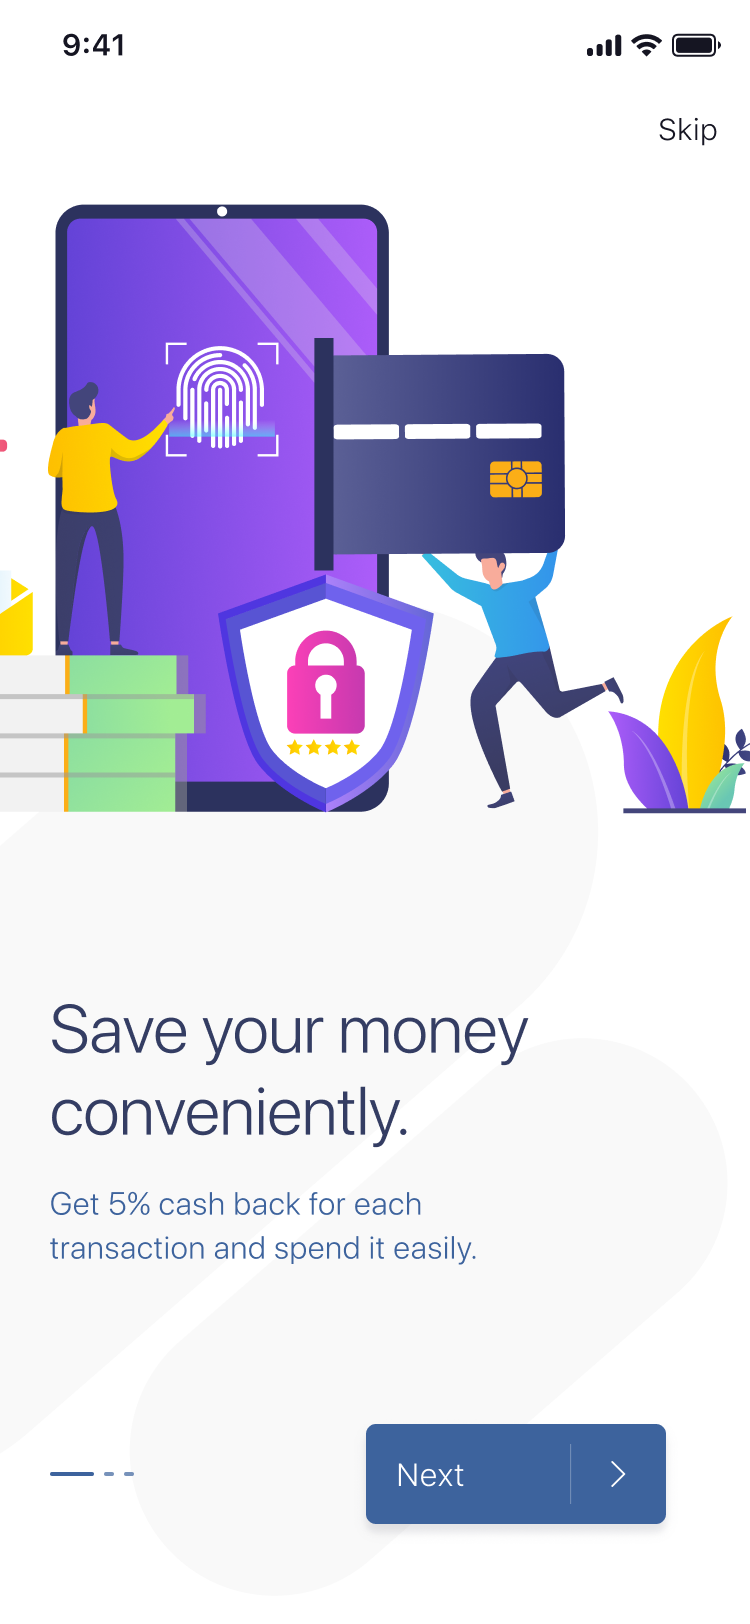 9:41
Skip
Save your money
conveniently.
Get 5% cash back for each
transaction and spend it easily.
Next